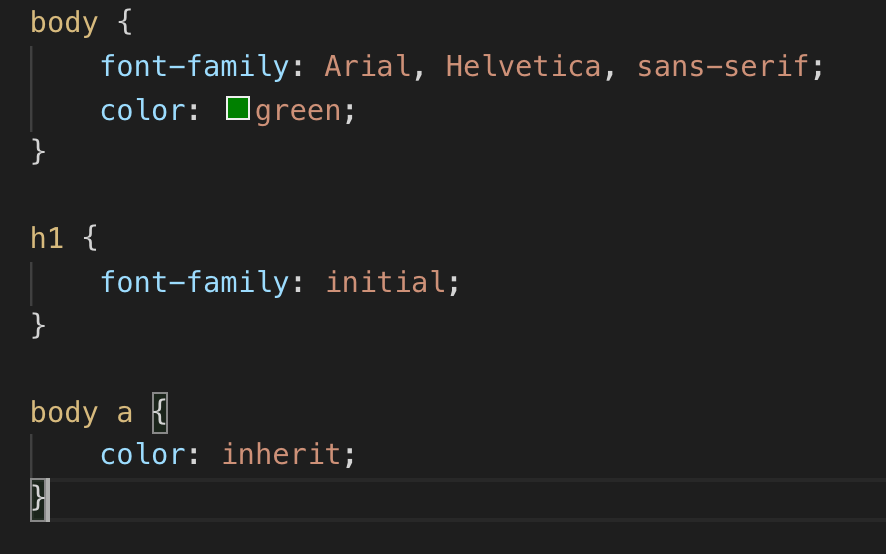 body {
    font-family: Arial, Helvetica, sans-serif;
    color: green;
}
h1 {
    font-family: initial;
}
body a {
    color: inherit;
}